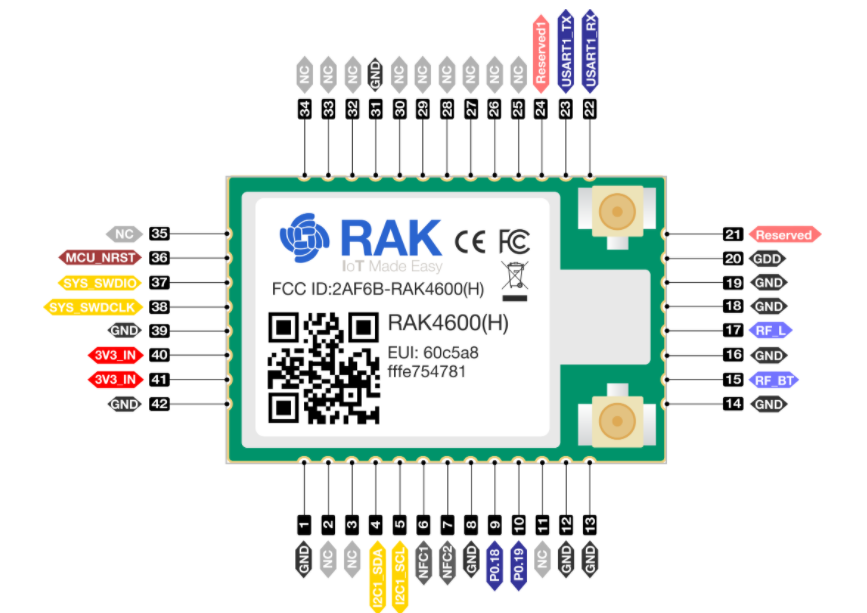 NC NC NC GND NC NC NC NC NC NC Reserved1 USART1_TX USART1_RX
34 33 32 31 30 29 28 27 26 25 24 23 22
NC 35
MCU_NRST 36
SYS_SWDIO 37
SYS_SWDCLK 38
GND 39
3V3_IN 40
3V3_IN 41
GND 42
RAK
IoT Made Easy
CE FC
FCC ID:2AF6B-RAK4600(H)
RAK4600(H)
EUI: 60c5a8
fffe754781
21 Reserved
20 GDD
19 GND
18 GND
17 RF_L
16 GND
15 RF_BT
14 GND
1 2 3 4 5 6 7 8 9 10 11 12 13
GND NC NC I2C1_SDA I2C1_SCL NFC1 NFC2 GND P0.18 P0.19 NC GND GND